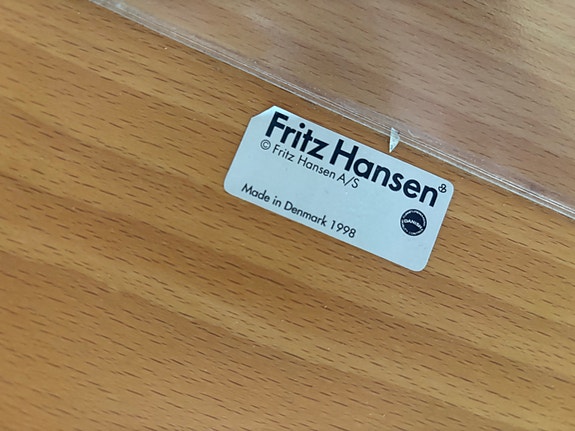 Fritz Hansen
© Fritz Hansen A/S
Made in Denmark 1998